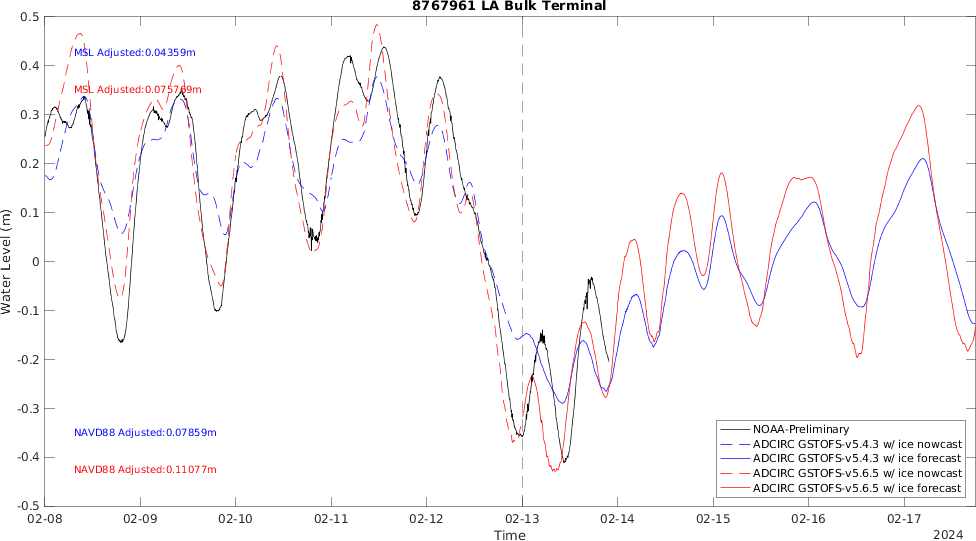 8767961 LA Bulk Terminal
0.5
MSL Adjusted:0.04359m
0.4
MSL Adjusted:0.075769m
0.3
0.2
0.1
Water Level (m)
0
-0.1
-0.2
-0.3
NAVD88 Adjusted:0.07859m
-0.4
NAVD88 Adjusted:0.11077m
-0.5
NOAA-Preliminary
ADCIRC GSTOFS-v5.4.3 w/ ice nowcast
ADCIRC GSTOFS-v5.4.3 w/ ice forecast
ADCIRC GSTOFS-v5.6.5 w/ ice nowcast
ADCIRC GSTOFS-v5.6.5 w/ ice forecast
02-08 02-09 02-10 02-11 02-12 02-13 02-14 02-15 02-16 02-17
Time
2024